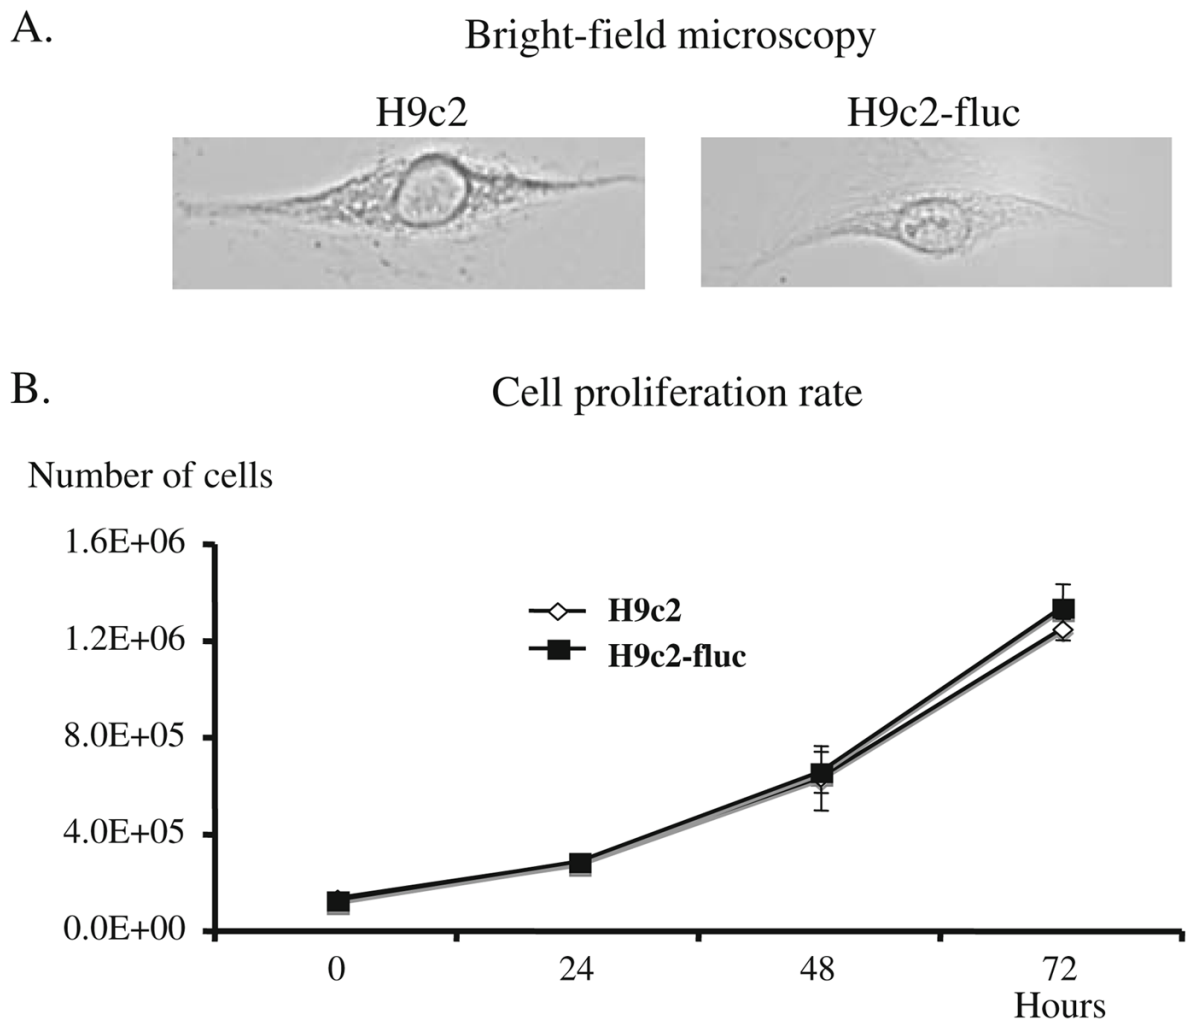 A.
Bright-field microscopy
H9c2
H9c2-fluc
B.
Cell proliferation rate
Number of cells
1.6E+06
1.2E+06
8.0E+05
4.0E+05
0.0E+00
H9c2
H9c2-fluc
0 24 48 72
Hours